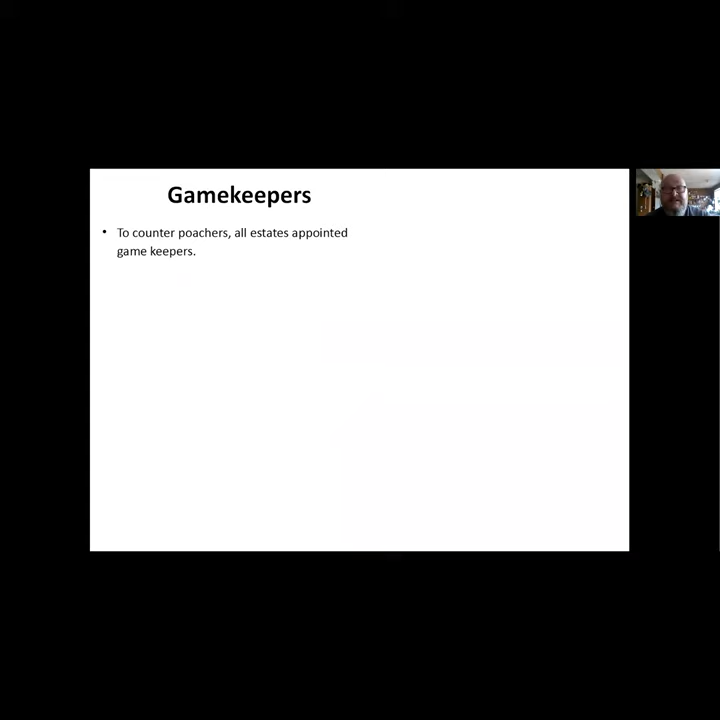 Gamekeepers
• To counter poachers, all estates appointed
game keepers.